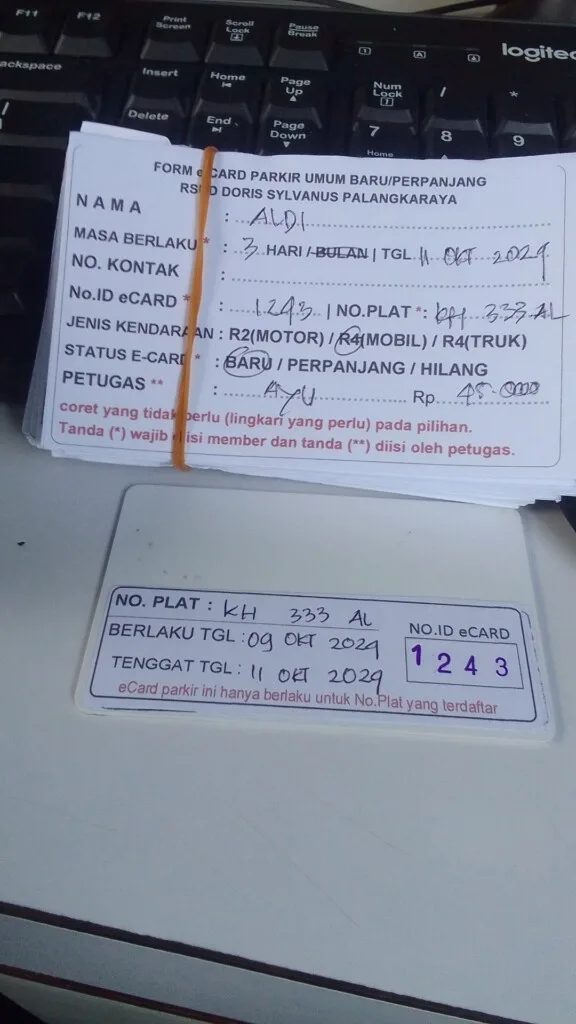 F11 F12 Print Screen Scroll Lock Pause Break
logitec
ackspace Insert Home Page Up Num Lock / *
Delete End Page Down 7 8 9
Home
FORM eCARD PARKIR UMUM BARU/PERPANJANG
RSUD DORIS SYLVANUS PALANGKARAYA
NAMA : ALDI
MASA BERLAKU * : 3 HARI / BULAN | TGL 11 OKT 2029
NO. KONTAK :
No.ID eCARD * : 1243 | NO.PLAT *: KH 333 AL
JENIS KENDARAAN : R2(MOTOR) / R4(MOBIL) / R4(TRUK)
STATUS E-CARD * : BARU / PERPANJANG / HILANG
PETUGAS ** : AYU Rp. 45.000
coret yang tidak perlu (lingkari yang perlu) pada pilihan.
Tanda (*) wajib diisi member dan tanda (**) diisi oleh petugas.
NO. PLAT : KH 333 AL
BERLAKU TGL : 09 OKT 2029
NO.ID eCARD
1243
TENGGAT TGL : 11 OKT 2029
eCard parkir ini hanya berlaku untuk No.Plat yang terdaftar